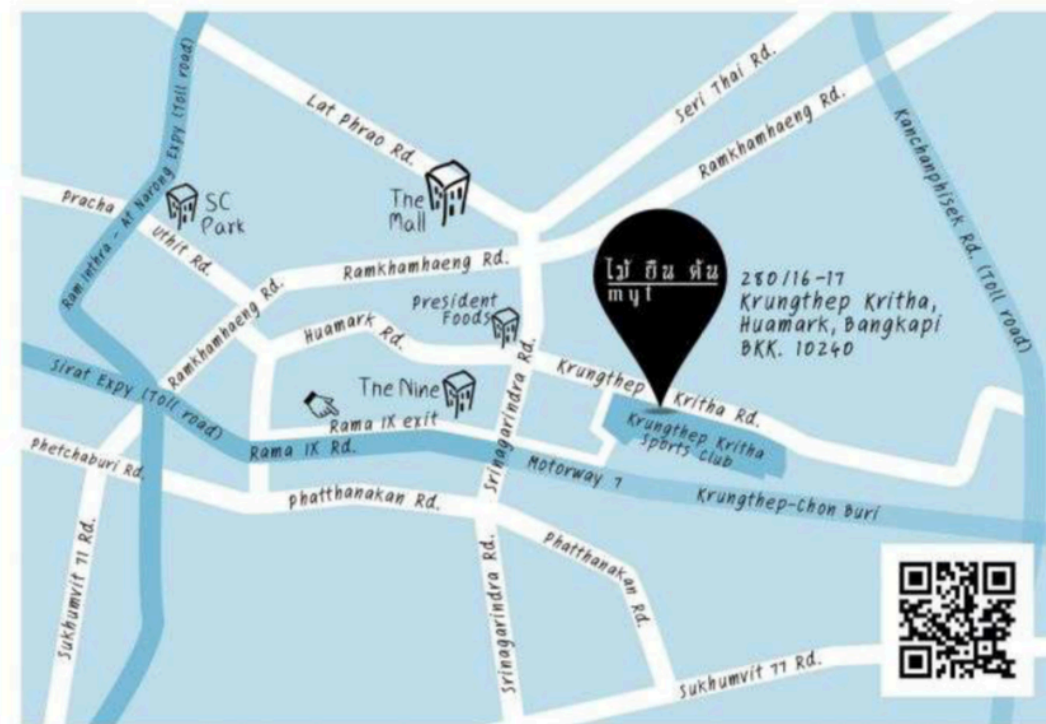 Lat Phrao Rd.
Seri Thai Rd.
Ramkhamhaeng Rd.
Kanchanphisek Rd. (Toll road)
Ram Inthra - At Narong Expy (Toll road)
Pracha Uthit Rd.
SC
Park
The
Mall
Ramkhamhaeng Rd.
ไม้ ยืน ต้น
myt
280/16-17
Krungthep Kritha,
Huamark, Bangkapi
BKK. 10240
President
Foods
Huamark Rd.
Ramkhamhaeng Rd.
Srinagarindra Rd.
Krungthep Kritha Rd.
Sirat Expy (Toll road)
The Nine
Rama IX exit
Rama IX Rd.
Krungthep Kritha
Sports club
Motorway 7
Krungthep-Chon Buri
Phetchaburi Rd.
Phatthanakan Rd.
Phatthanakan Rd.
Sukhumvit 71 Rd.
Srinagarindra Rd.
Sukhumvit 77 Rd.